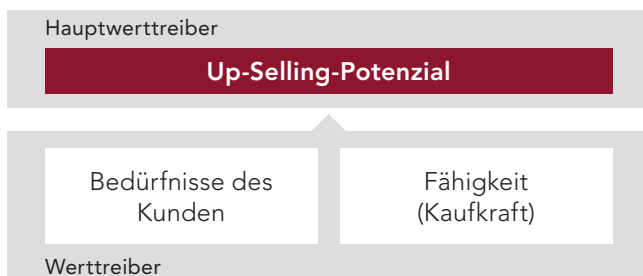 Hauptwerttreiber
Up-Selling-Potenzial
Bedürfnisse des
Kunden
Fähigkeit
(Kaufkraft)
Werttreiber